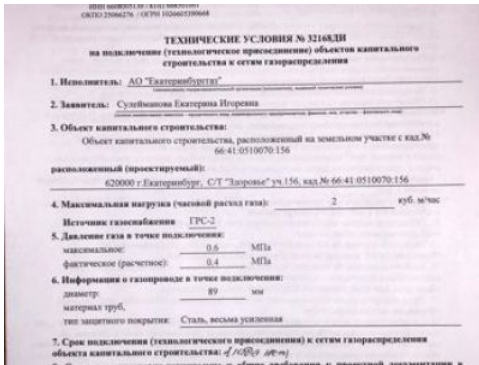 ОКПО 25066276 / ОГРН 1026605390668
ТЕХНИЧЕСКИЕ УСЛОВИЯ № 32168ДИ
на подключение (технологическое присоединение) объектов капитального
строительства к сетям газораспределения
1. Исполнитель: АО "Екатеринбурггаз"
2. Заявитель: Сулейманова Екатерина Игоревна
3. Объект капитального строительства:
Объект капитального строительства, расположенный на земельном участке с кад.№
66:41:0510070:156
расположенный (проектируемый):
620000 г.Екатеринбург, С/Т "Здоровье" уч.156, кад.№ 66:41:0510070:156
4. Максимальная нагрузка (часовой расход газа): 2 куб. м/час
Источник газоснабжения ГРС-2
5. Давление газа в точке подключения:
максимальное: 0.6 МПа
фактическое (расчетное): 0.4 МПа
6. Информация о газопроводе в точке подключения:
диаметр: 89 мм
материал труб,
тип защитного покрытия: Сталь, весьма усиленная
7. Срок подключения (технологического присоединения) к сетям газораспределения
объекта капитального строительства: